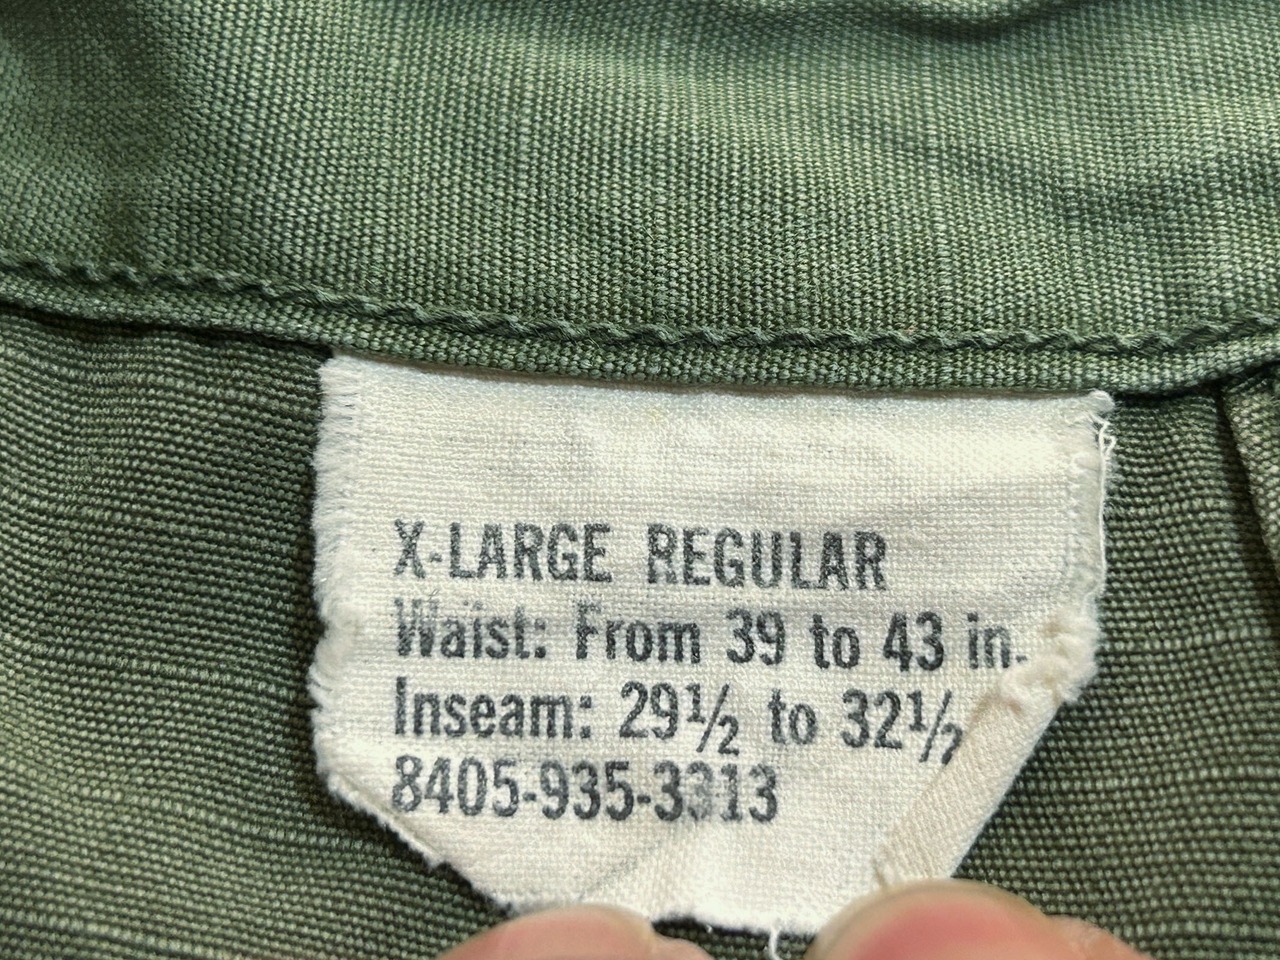 X-LARGE REGULAR
Waist: From 39 to 43 in.
Inseam: 29½ to 32½
8405-935-3313